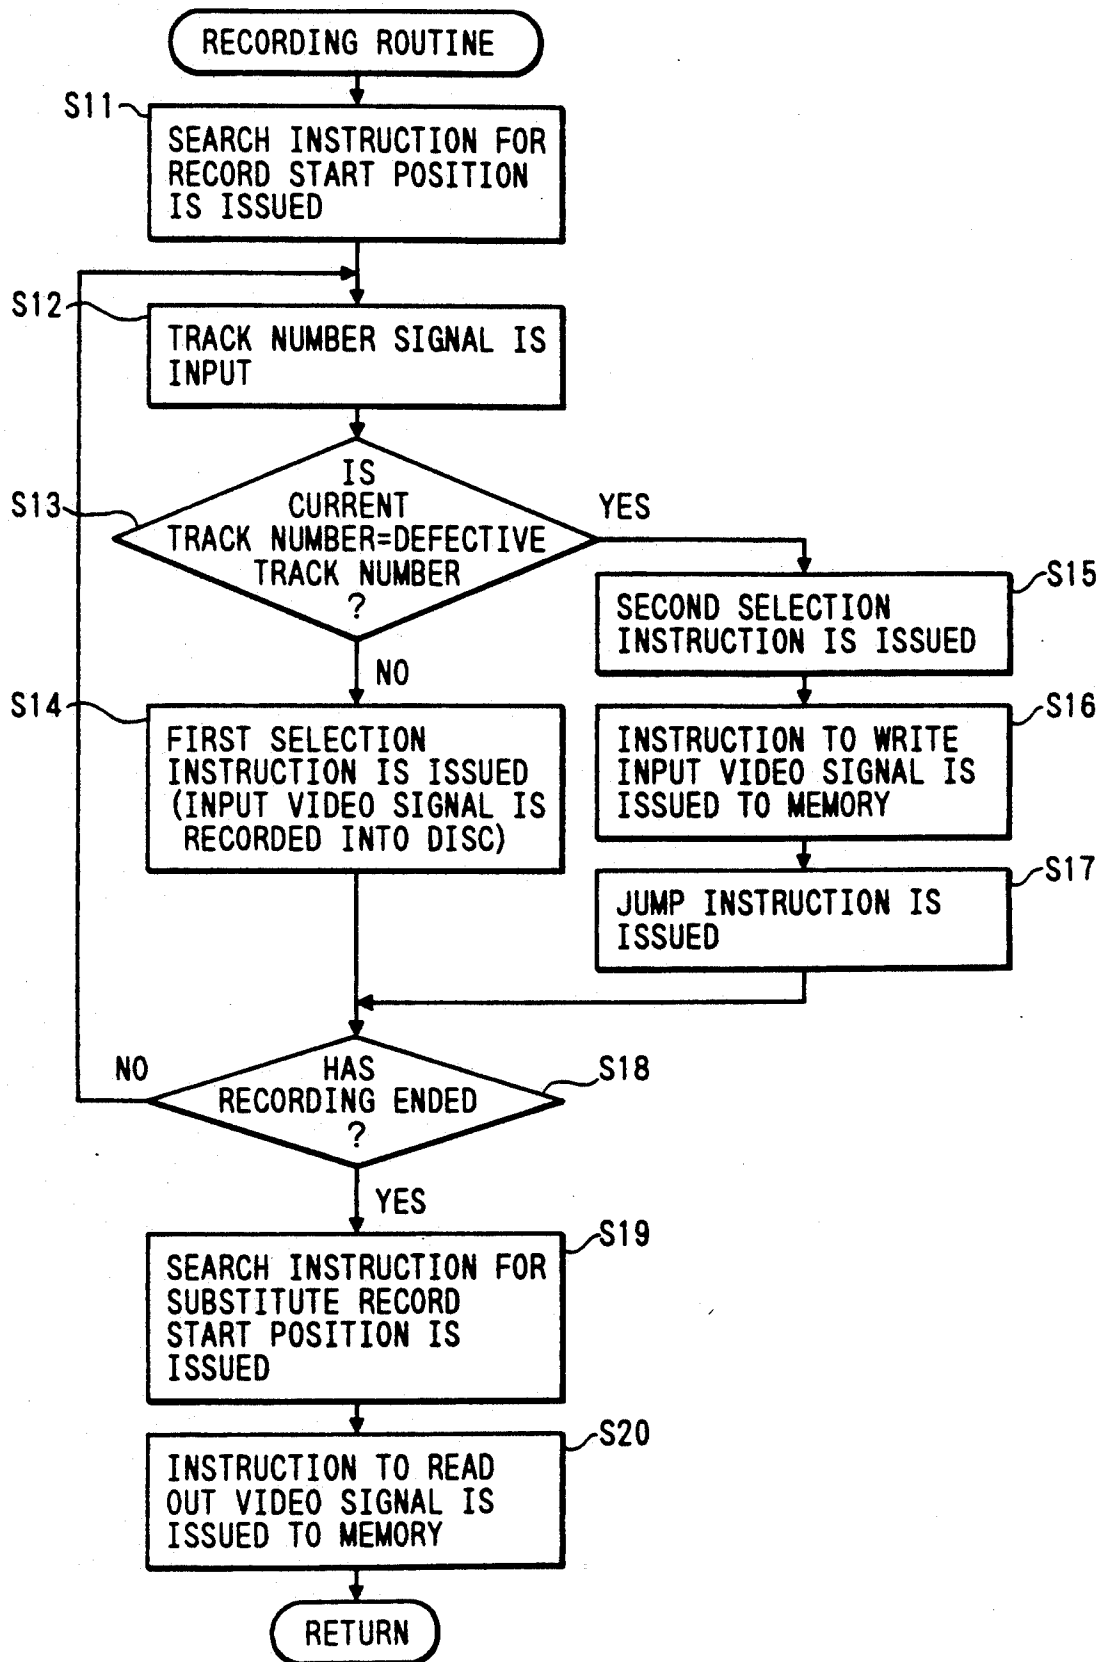 RECORDING ROUTINE
S11
SEARCH INSTRUCTION FOR
RECORD START POSITION
IS ISSUED
S12
TRACK NUMBER SIGNAL IS
INPUT
S13
IS
CURRENT
TRACK NUMBER=DEFECTIVE
TRACK NUMBER
?
YES
NO
S14
FIRST SELECTION
INSTRUCTION IS ISSUED
(INPUT VIDEO SIGNAL IS
RECORDED INTO DISC)
S15
SECOND SELECTION
INSTRUCTION IS ISSUED
S16
INSTRUCTION TO WRITE
INPUT VIDEO SIGNAL IS
ISSUED TO MEMORY
S17
JUMP INSTRUCTION IS
ISSUED
NO
HAS
RECORDING ENDED
?
S18
YES
S19
SEARCH INSTRUCTION FOR
SUBSTITUTE RECORD
START POSITION IS
ISSUED
S20
INSTRUCTION TO READ
OUT VIDEO SIGNAL IS
ISSUED TO MEMORY
RETURN